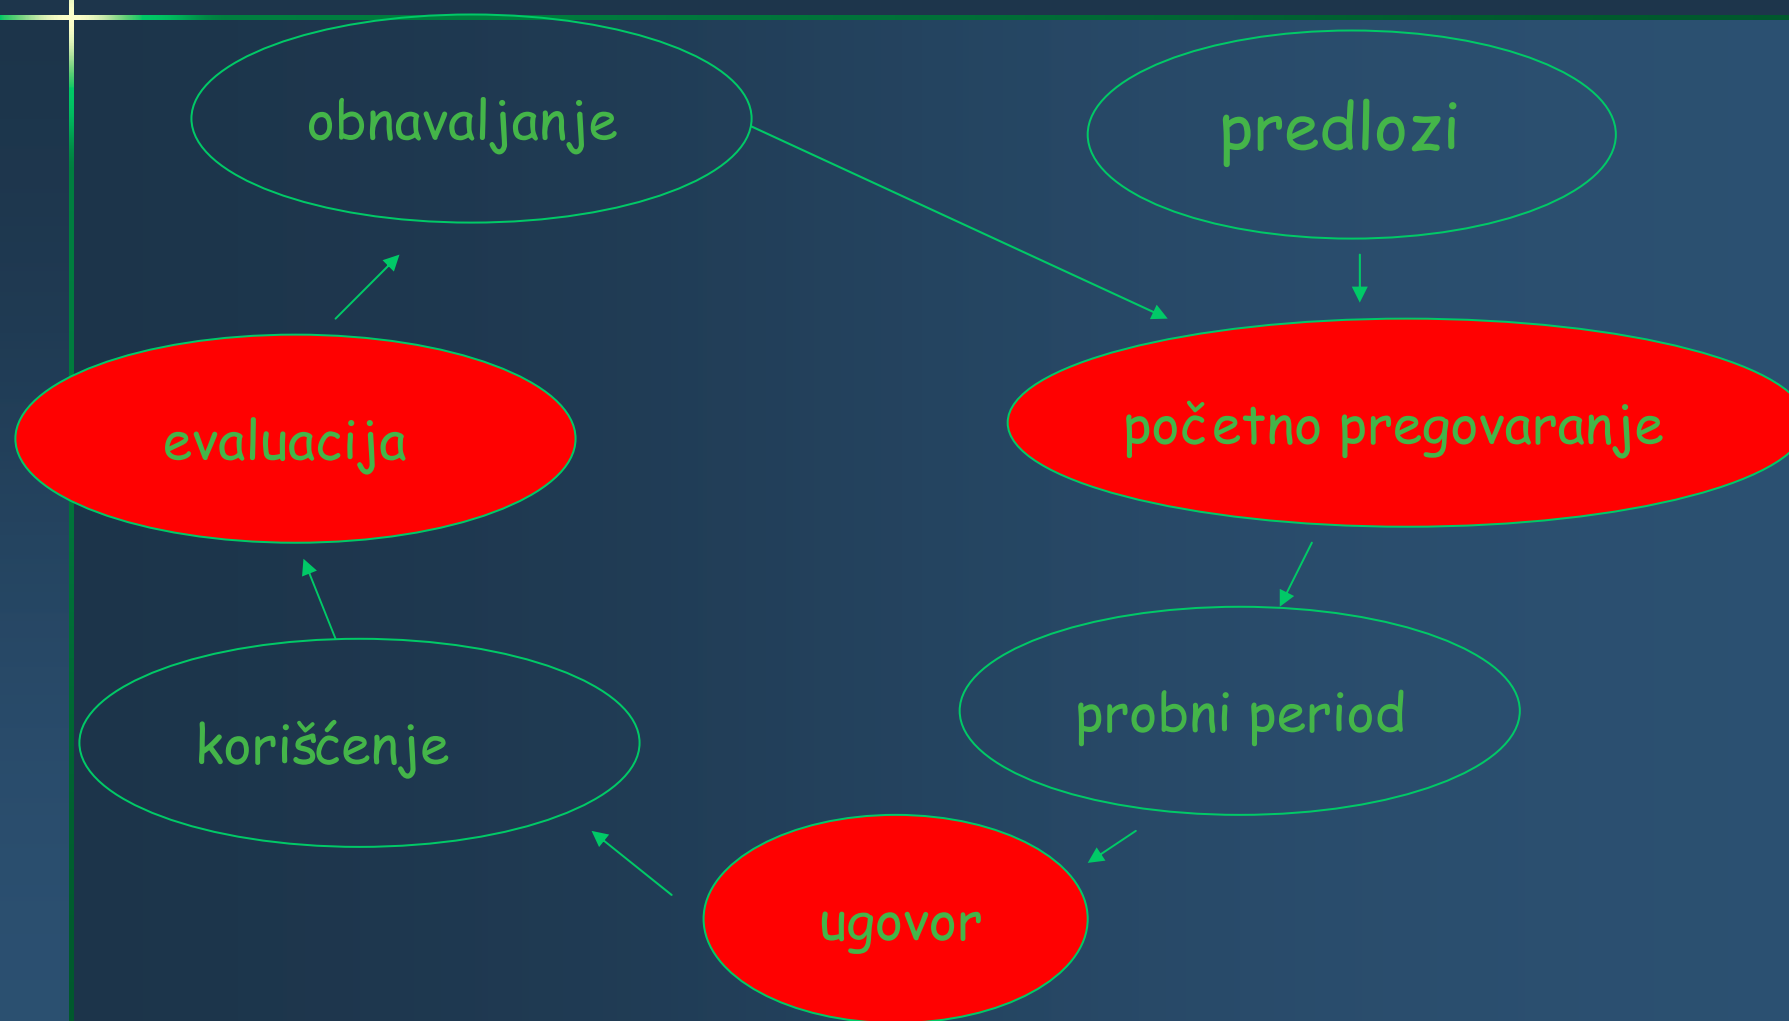 obnavaljanje
predlozi
početno pregovaranje
evaluacija
probni period
korišćenje
ugovor